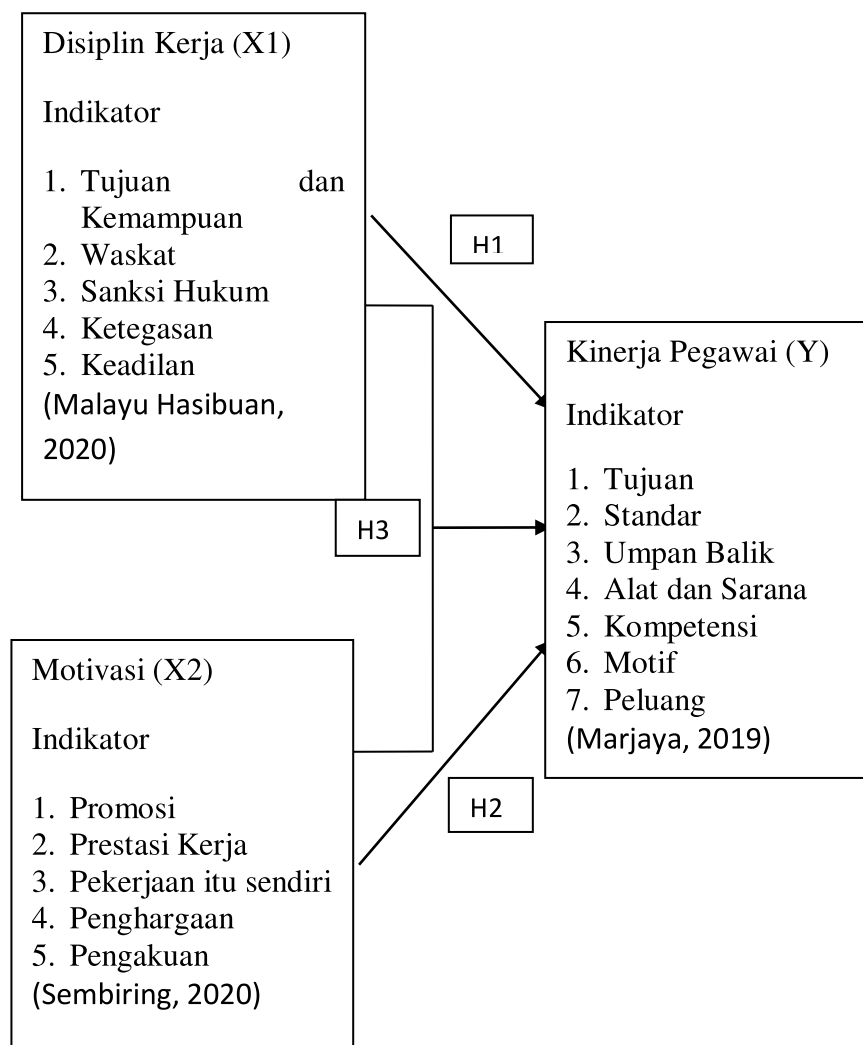 Disiplin Kerja (X1)
Indikator
1. Tujuan dan
Kemampuan
2. Waskat
3. Sanksi Hukum
4. Ketegasan
5. Keadilan
(Malayu Hasibuan,
2020)
H1
Kinerja Pegawai (Y)
Indikator
1. Tujuan
2. Standar
3. Umpan Balik
4. Alat dan Sarana
5. Kompetensi
6. Motif
7. Peluang
(Marjaya, 2019)
H3
Motivasi (X2)
Indikator
1. Promosi
2. Prestasi Kerja
3. Pekerjaan itu sendiri
4. Penghargaan
5. Pengakuan
(Sembiring, 2020)
H2